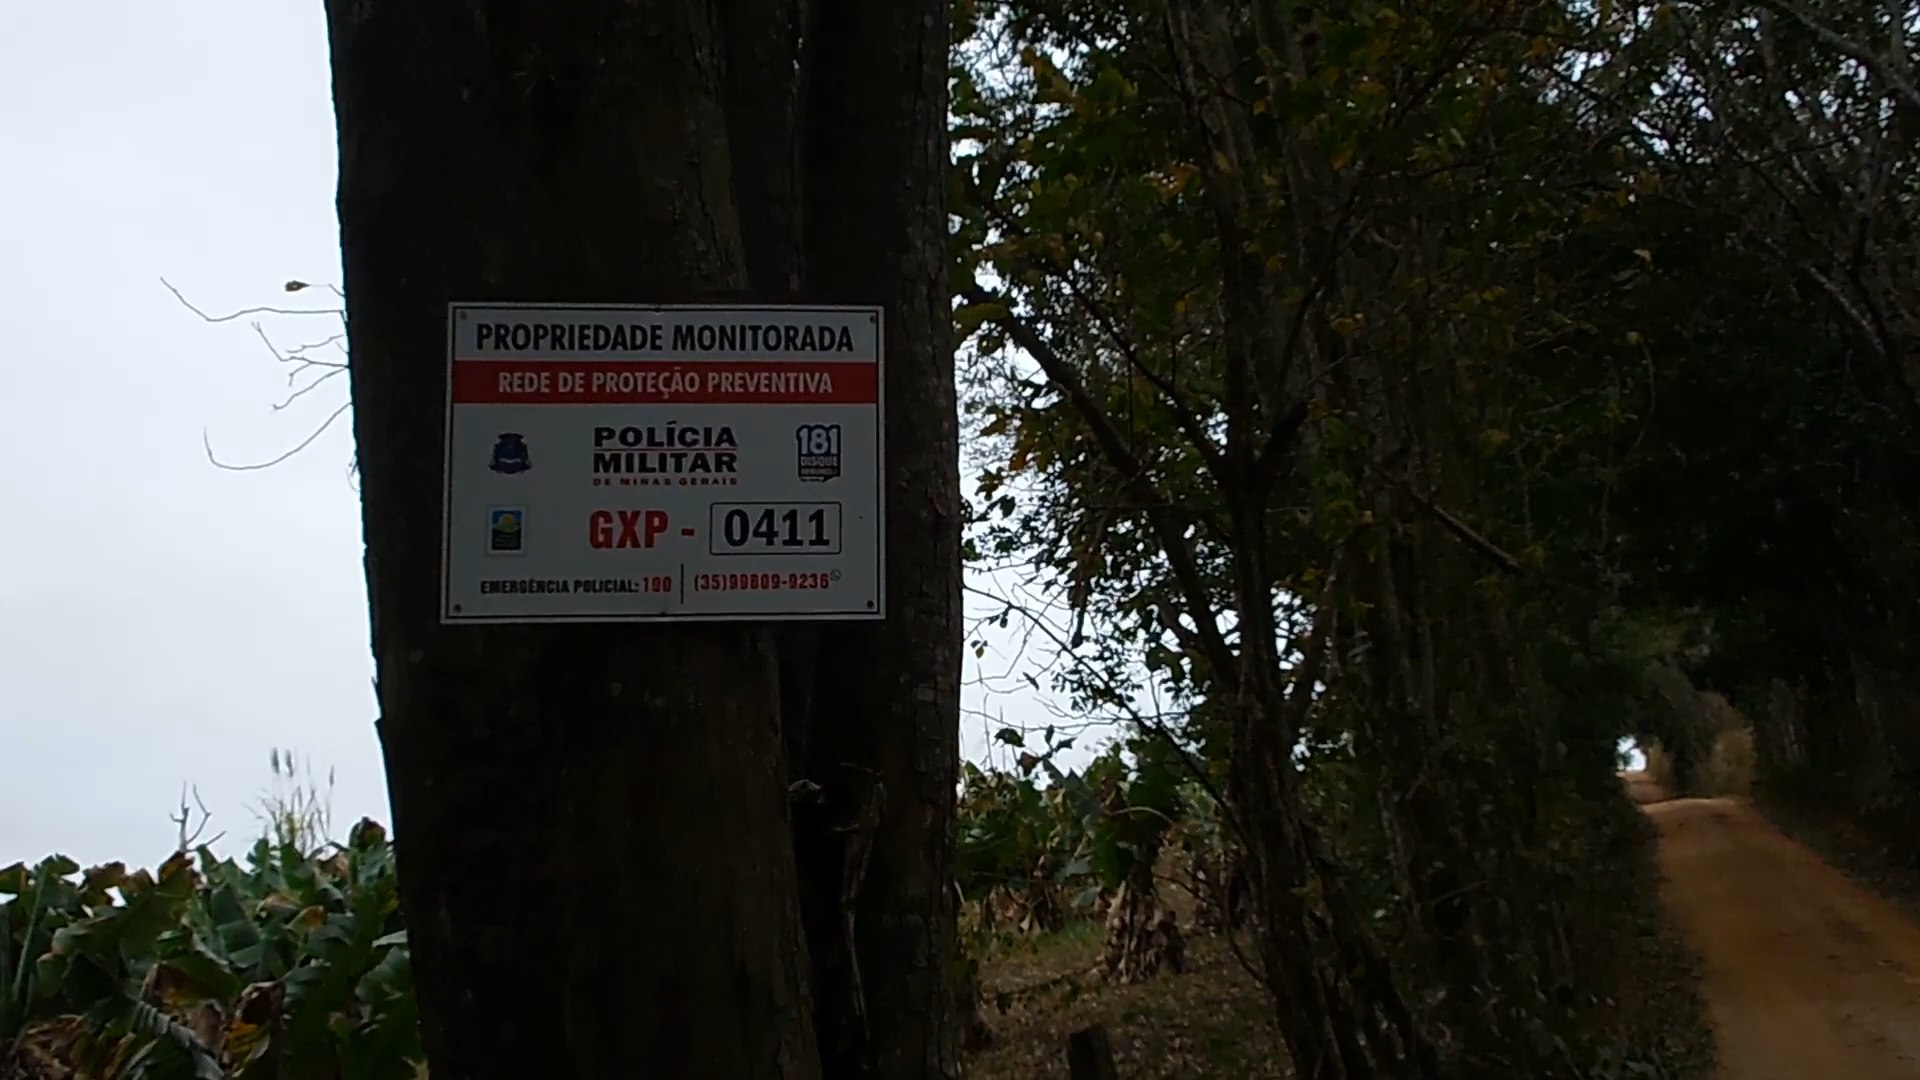 PROPRIEDADE MONITORADA
REDE DE PROTEÇÃO PREVENTIVA
POLÍCIA
MILITAR
DE MINAS GERAIS
181
DISQUE
GXP - 0411
EMERGÊNCIA POLICIAL: 190
(35)99809-9236